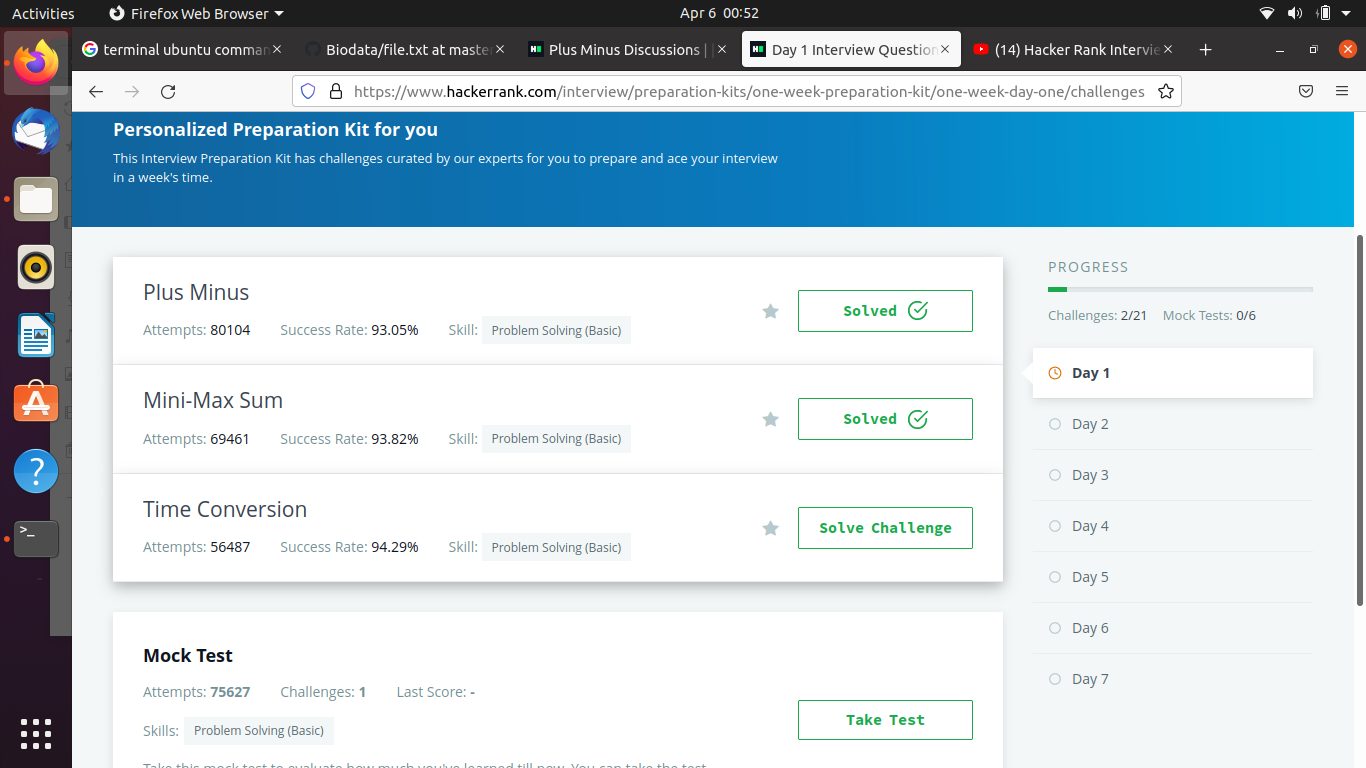 Activities Firefox Web Browser Apr 6 00:52
terminal ubuntu comman Biodata/file.txt at maste Plus Minus Discussions | Day 1 Interview Question (14) Hacker Rank Intervie
https://www.hackerrank.com/interview/preparation-kits/one-week-preparation-kit/one-week-day-one/challenges
Personalized Preparation Kit for you
This Interview Preparation Kit has challenges curated by our experts for you to prepare and ace your interview
in a week's time.
Plus Minus
Attempts: 80104 Success Rate: 93.05% Skill: Problem Solving (Basic)
Solved
Mini-Max Sum
Attempts: 69461 Success Rate: 93.82% Skill: Problem Solving (Basic)
Solved
Time Conversion
Attempts: 56487 Success Rate: 94.29% Skill: Problem Solving (Basic)
Solve Challenge
Mock Test
Attempts: 75627 Challenges: 1 Last Score: -
Skills: Problem Solving (Basic)
Take Test
Take this mock test to evaluate how much you've learned till now. You can take the test
PROGRESS
Challenges: 2/21 Mock Tests: 0/6
Day 1
Day 2
Day 3
Day 4
Day 5
Day 6
Day 7